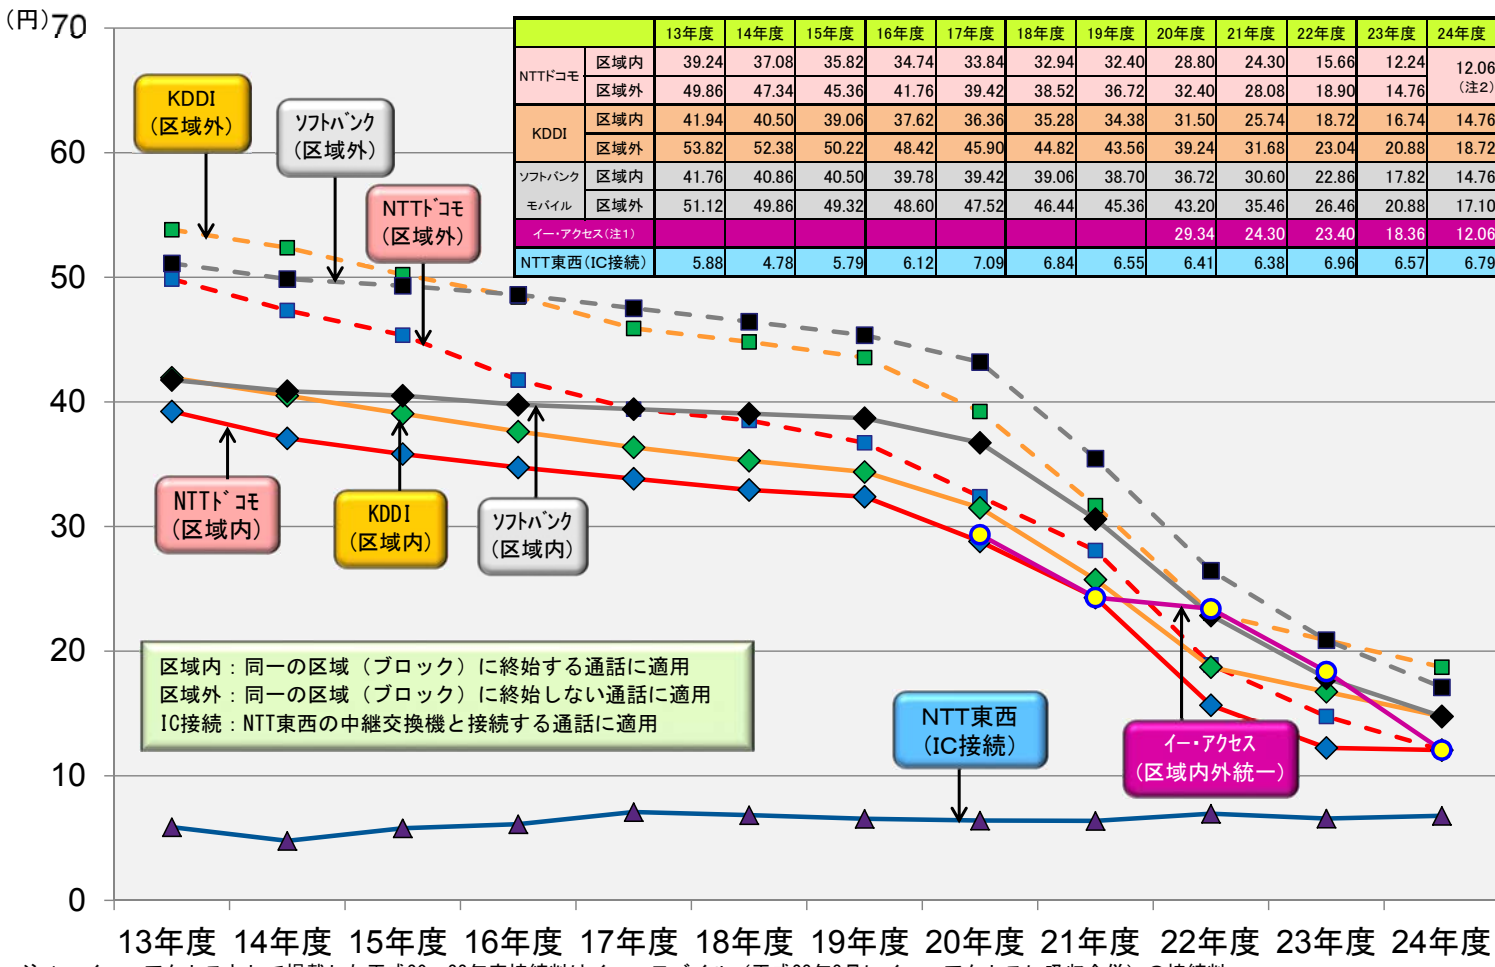 (円)
70
60
50
40
30
20
10
0
13年度 14年度 15年度 16年度 17年度 18年度 19年度 20年度 21年度 22年度 23年度 24年度
NTTドコモ 区域内 39.24 37.08 35.82 34.74 33.84 32.94 32.40 28.80 24.30 15.66 12.24 12.06
区域外 49.86 47.34 45.36 41.76 39.42 38.52 36.72 32.40 28.08 18.90 14.76 (注2)
KDDI 区域内 41.94 40.50 39.06 37.62 36.36 35.28 34.38 31.50 25.74 18.72 16.74 14.76
区域外 53.82 52.38 50.22 48.42 45.90 44.82 43.56 39.24 31.68 23.04 20.88 18.72
ソフトバンク 区域内 41.76 40.86 40.50 39.78 39.42 39.06 38.70 36.72 30.60 22.86 17.82 14.76
モバイル 区域外 51.12 49.86 49.32 48.60 47.52 46.44 45.36 43.20 35.46 26.46 20.88 17.10
イー・アクセス(注1) 29.34 24.30 23.40 18.36 12.06
NTT東西(IC接続) 5.88 4.78 5.79 6.12 7.09 6.84 6.55 6.41 6.38 6.96 6.57 6.79
KDDI
(区域外)
ソフトバンク
(区域外)
NTTドコモ
(区域外)
NTTドコモ
(区域内)
KDDI
(区域内)
ソフトバンク
(区域内)
区域内：同一の区域（ブロック）に終始する通話に適用
区域外：同一の区域（ブロック）に終始しない通話に適用
IC接続：NTT東西の中継交換機と接続する通話に適用
NTT東西
(IC接続)
イー・アクセス
(区域内外統一)
13年度 14年度 15年度 16年度 17年度 18年度 19年度 20年度 21年度 22年度 23年度 24年度